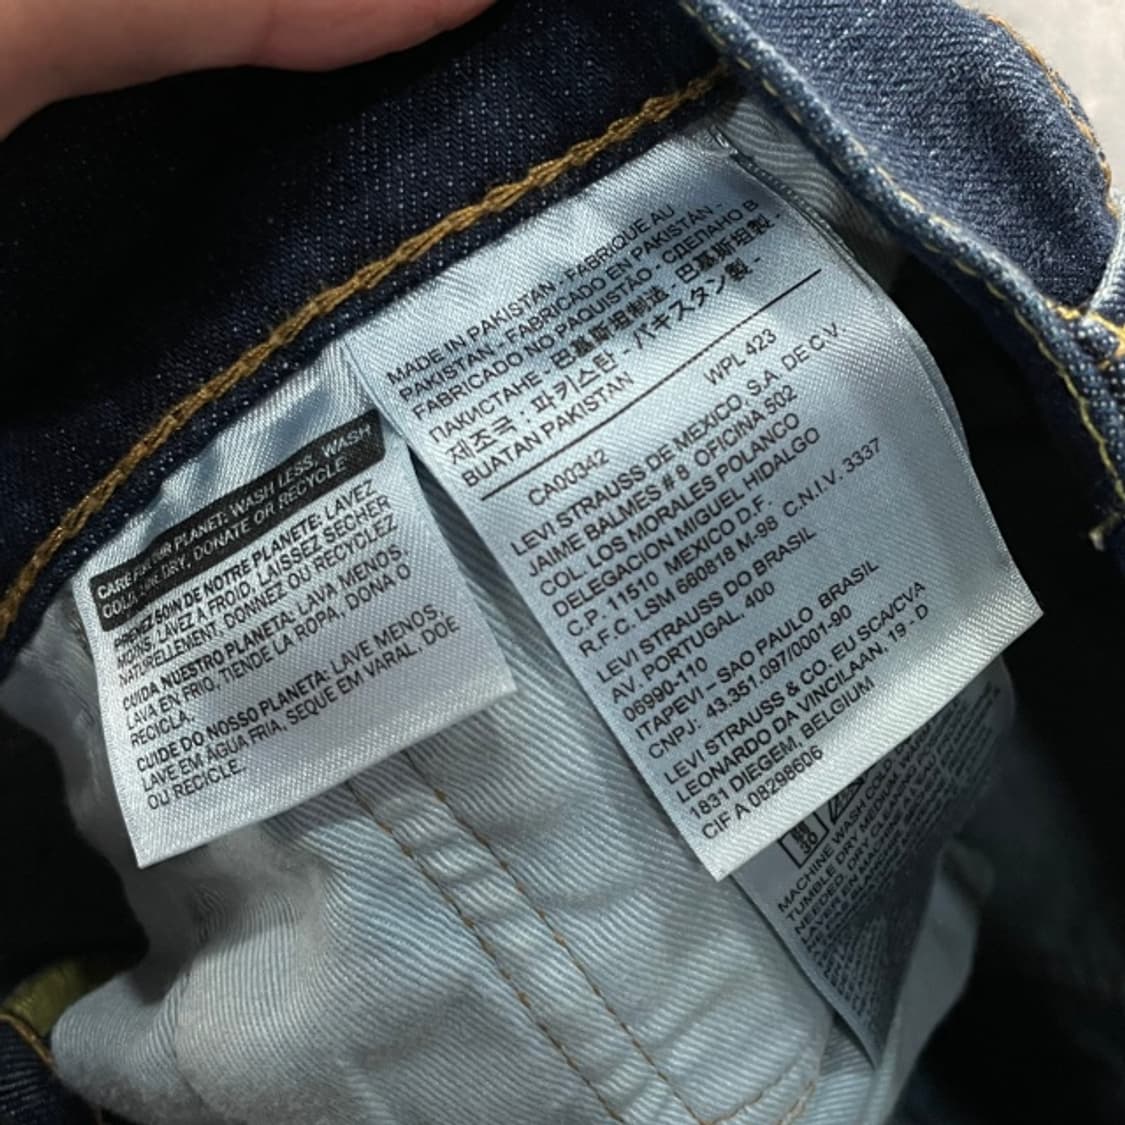 CARE FOR OUR PLANET: WASH LESS, WASH
COLD, LINE DRY, DONATE OR RECYCLE
PRENEZ SOIN DE NOTRE PLANETE: LAVEZ
MOINS, LAVEZ A FROID, LAISSEZ SECHER
NATURELLEMENT, DONNEZ OU RECYCLEZ
CUIDA NUESTRO PLANETA: LAVA MENOS,
LAVA EN FRIO, TIENDE LA ROPA, DONA O
RECICLA.
CUIDE DO NOSSO PLANETA: LAVE MENOS,
LAVE EM ÁGUA FRIA, SEQUE EM VARAL, DOE
OU RECICLE.
MADE IN PAKISTAN - FABRIQUE AU
PAKISTAN - FABRICADO EN PAKISTAN -
FABRICADO NO PAQUISTÃO - СДЕЛАНО В
ПАКИСТАНЕ - 巴基斯坦制造 - 巴基斯坦製 -
제조국 : 파키스탄 - パキスタン製 -
BUATAN PAKISTAN
CA00342 WPL 423
LEVI STRAUSS DE MEXICO, S.A. DE C.V.
JAIME BALMES # 8 OFICINA 502
COL. LOS MORALES POLANCO
DELEGACION MIGUEL HIDALGO
C.P. 11510 MEXICO D.F.
R.F.C. LSM 660818 M-98 C.N.I.V. 3337
LEVI STRAUSS DO BRASIL
AV. PORTUGAL, 400
06990-110
ITAPEVI – SAO PAULO BRASIL
CNPJ: 43.351.097/0001-90
LEVI STRAUSS & CO. EU SCA/CVA
LEONARDO DA VINCILAAN, 19 - D
1831 DIEGEM, BELGIUM
CIF A 08298606
30
MACHINE WASH COLD
TUMBLE DRY MEDIUM, WARM
NEEDED, DRY CLEAN